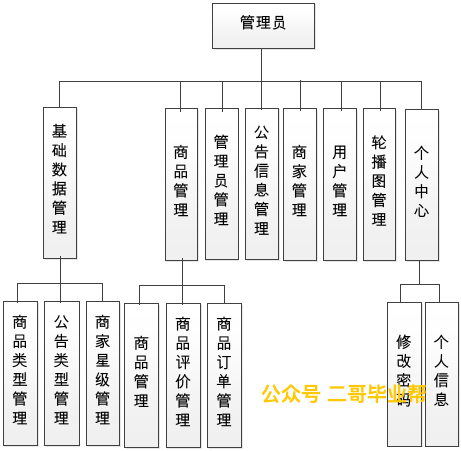 管理员
基础数据管理
商品管理
管理员管理
公告信息管理
商家管理
用户管理
轮播图管理
个人中心
商品类型管理
公告类型管理
商家星级管理
商品管理
商品评价管理
商品订单管理
修改密码
个人信息
公众号 二哥毕业帮